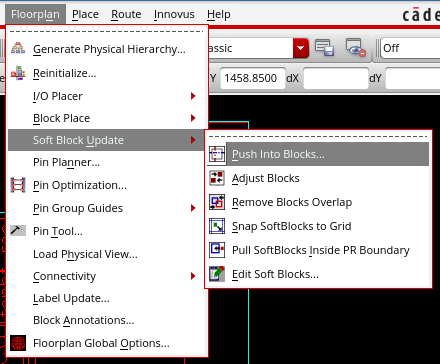 Floorplan Place Route Innovus Help cāde
Generate Physical Hierarchy...
assic Off
Reinitialize...
Y 1458.8500 dX dY
I/O Placer
Block Place
Soft Block Update
Push Into Blocks...
Pin Planner...
Adjust Blocks
Pin Optimization...
Remove Blocks Overlap
Pin Group Guides
Snap SoftBlocks to Grid
Pin Tool...
Pull SoftBlocks Inside PR Boundary
Load Physical View...
Edit Soft Blocks...
Connectivity
Label Update...
Block Annotations...
Floorplan Global Options...